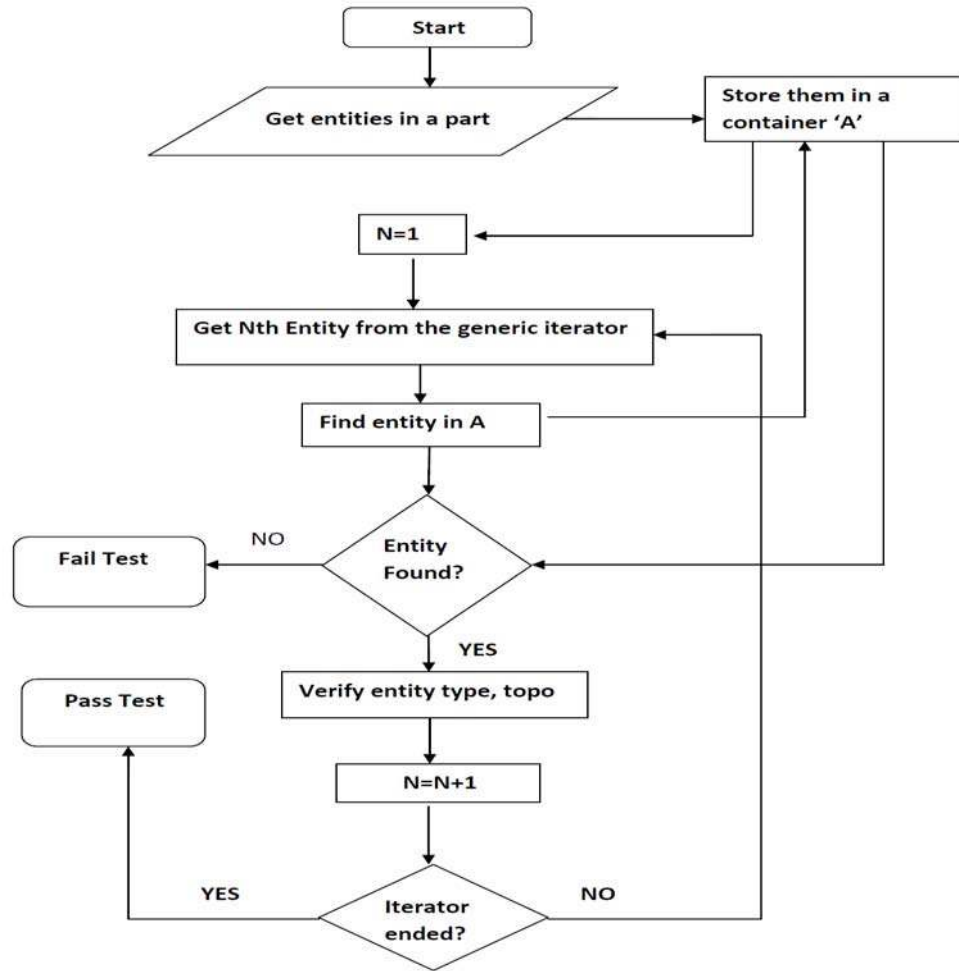 Start
Get entities in a part
Store them in a
container ‘A’
N=1
Get Nth Entity from the generic iterator
Find entity in A
Entity
Found?
NO
Fail Test
YES
Verify entity type, topo
Pass Test
N=N+1
YES
NO
Iterator
ended?